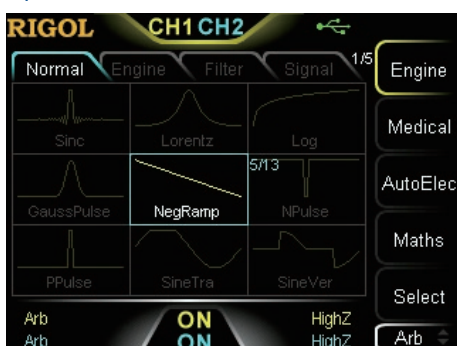 RIGOL CH1 CH2
Normal Engine Filter Signal 1/5
Engine
Sinc Lorentz Log
Medical
5/13
GaussPulse NegRamp NPulse
AutoElec
PPulse SineTra SineVer
Maths
Select
Arb ON HighZ
Arb ON HighZ
Arb